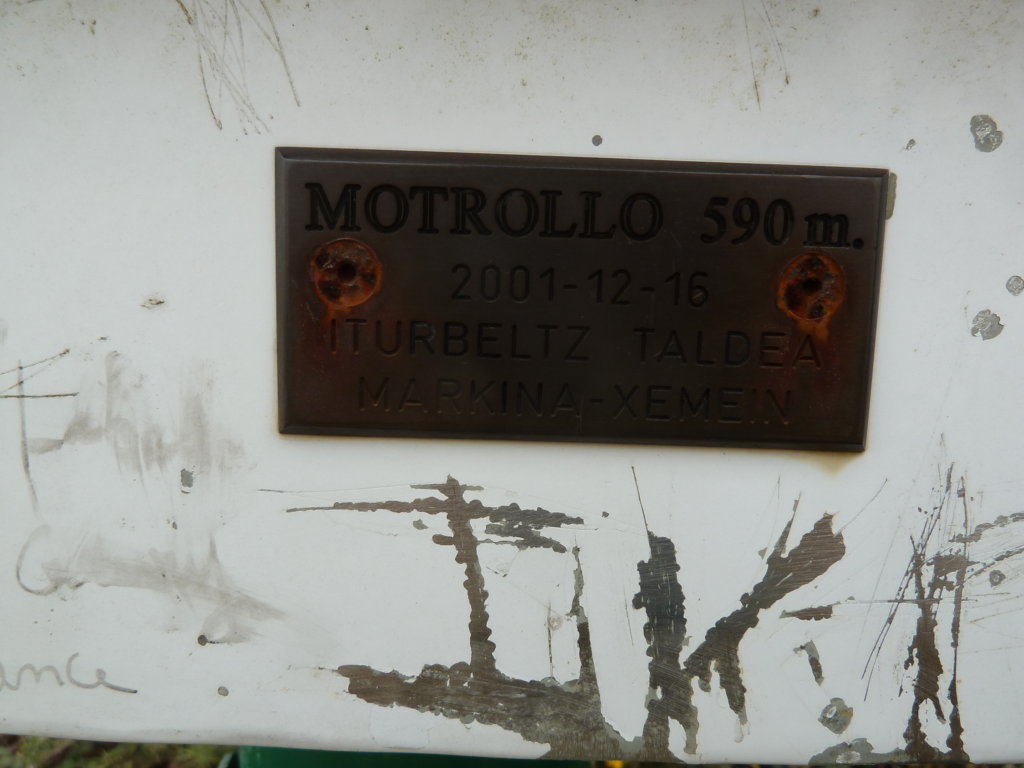 MOTROLLO 590 m.
2001-12-16
ITURBELTZ TALDEA
MARKINA-XEMEIN